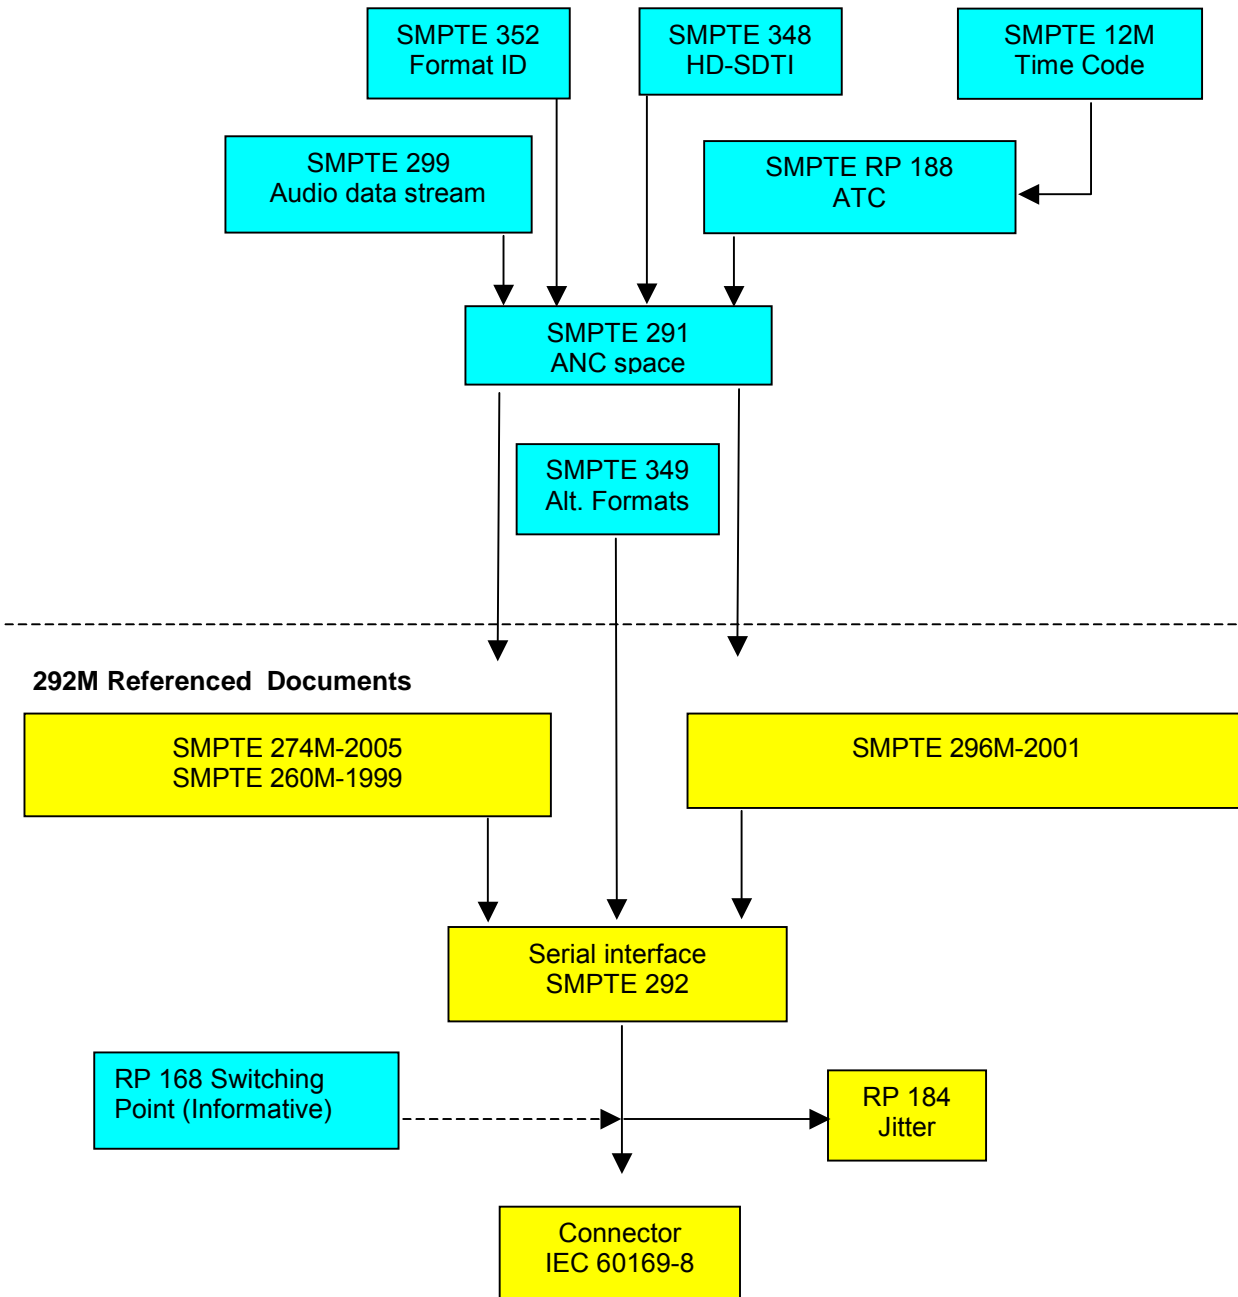 SMPTE 352
Format ID
SMPTE 348
HD-SDTI
SMPTE 12M
Time Code
SMPTE 299
Audio data stream
SMPTE RP 188
ATC
SMPTE 291
ANC space
SMPTE 349
Alt. Formats
292M Referenced Documents
SMPTE 274M-2005
SMPTE 260M-1999
SMPTE 296M-2001
Serial interface
SMPTE 292
RP 168 Switching
Point (Informative)
RP 184
Jitter
Connector
IEC 60169-8